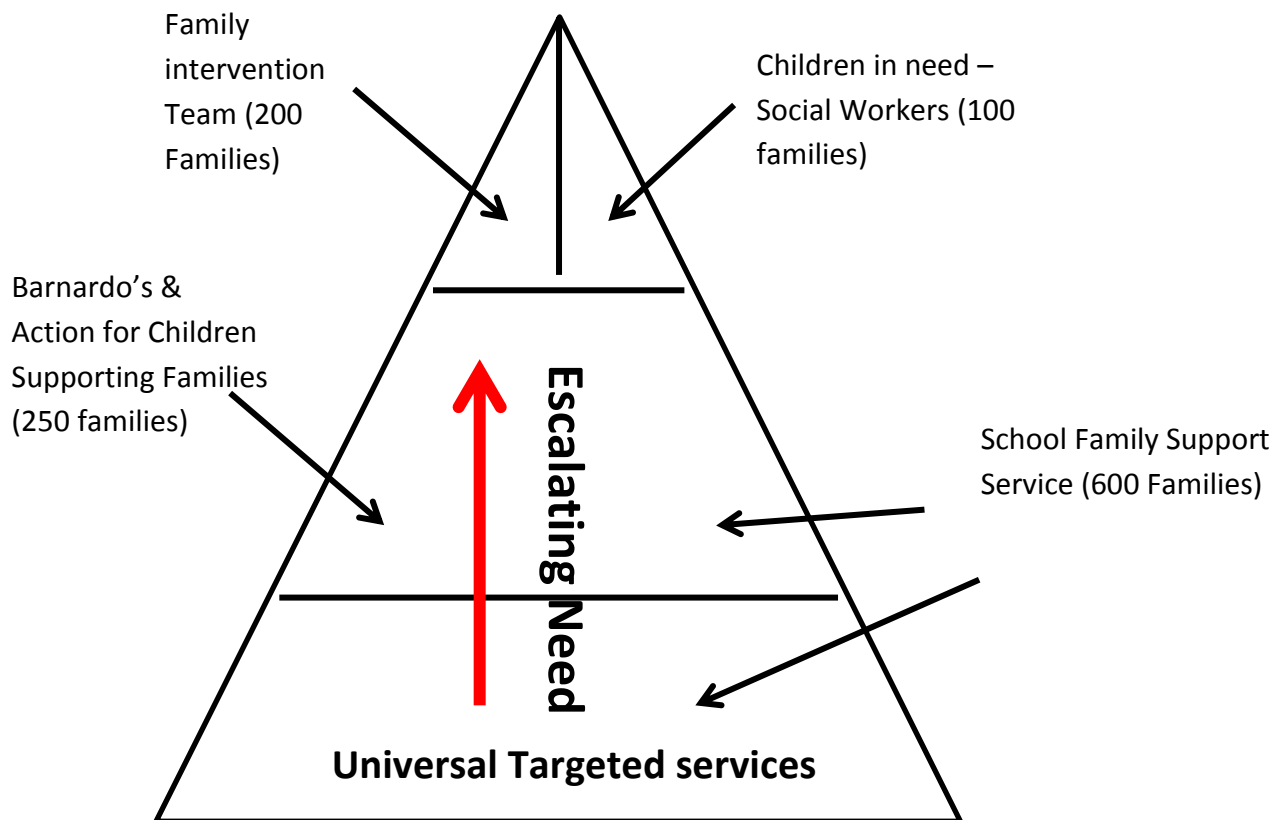 Family
intervention
Team (200
Families)
Children in need –
Social Workers (100
families)
Barnardo’s &
Action for Children
Supporting Families
(250 families)
Escalating Need
School Family Support
Service (600 Families)
Universal Targeted services